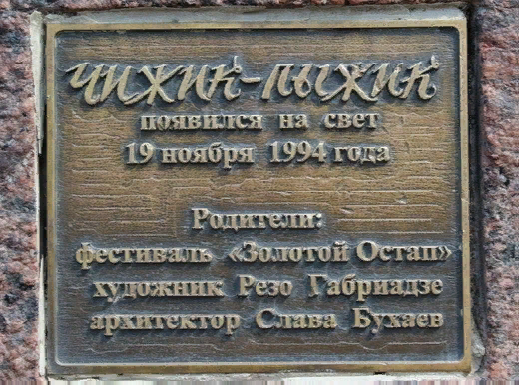 Чижик-пыжик
появился на свет
19 ноября 1994 года
Родители:
фестиваль «Золотой Остап»
художник Резо Габриадзе
архитектор Слава Бухаев